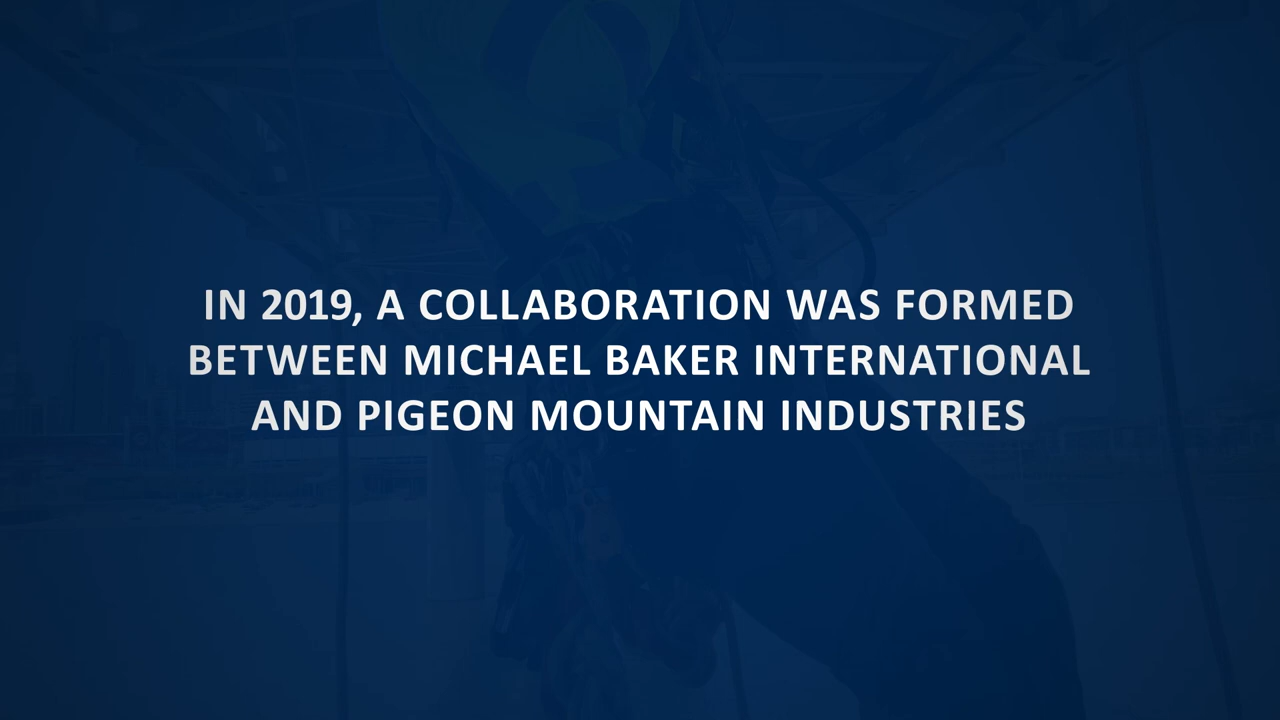 IN 2019, A COLLABORATION WAS FORMED
BETWEEN MICHAEL BAKER INTERNATIONAL
AND PIGEON MOUNTAIN INDUSTRIES